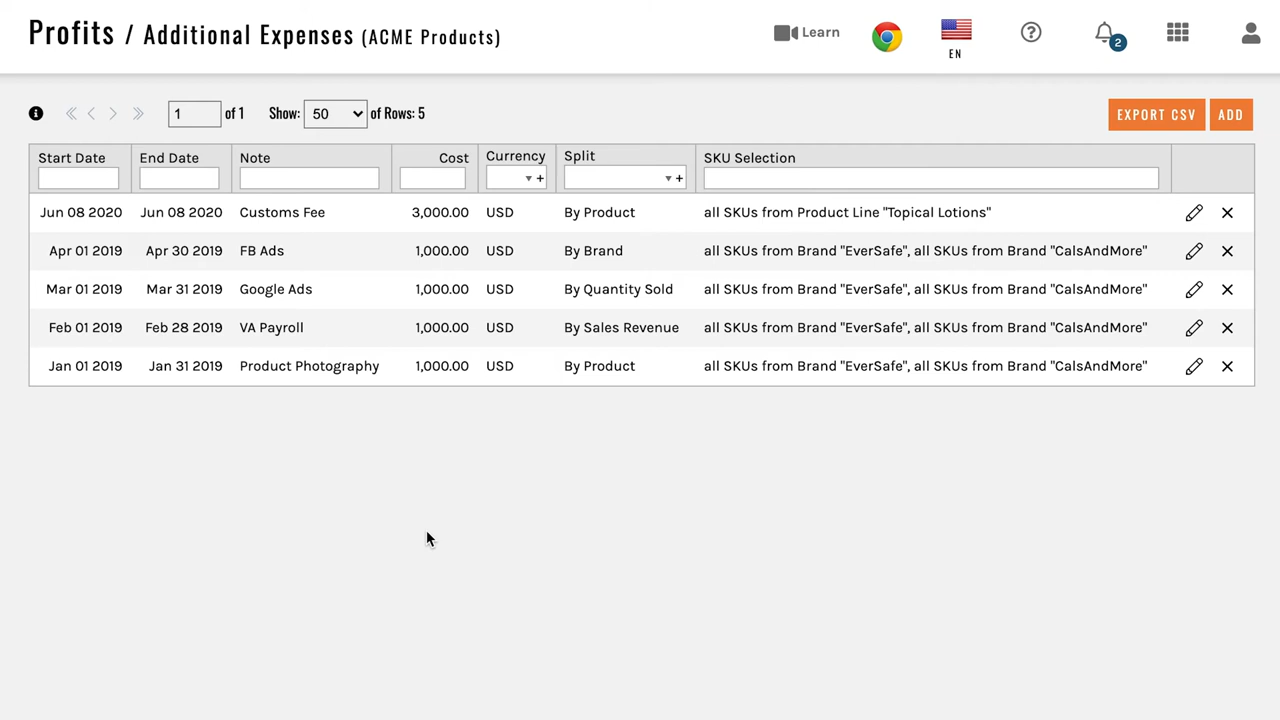 Profits / Additional Expenses (ACME Products)
Learn
EN
2
1 of 1 Show: 50 of Rows: 5
EXPORT CSV ADD
Start Date End Date Note Cost Currency Split SKU Selection
Jun 08 2020 Jun 08 2020 Customs Fee 3,000.00 USD By Product all SKUs from Product Line "Topical Lotions"
Apr 01 2019 Apr 30 2019 FB Ads 1,000.00 USD By Brand all SKUs from Brand "EverSafe", all SKUs from Brand "CalsAndMore"
Mar 01 2019 Mar 31 2019 Google Ads 1,000.00 USD By Quantity Sold all SKUs from Brand "EverSafe", all SKUs from Brand "CalsAndMore"
Feb 01 2019 Feb 28 2019 VA Payroll 1,000.00 USD By Sales Revenue all SKUs from Brand "EverSafe", all SKUs from Brand "CalsAndMore"
Jan 01 2019 Jan 31 2019 Product Photography 1,000.00 USD By Product all SKUs from Brand "EverSafe", all SKUs from Brand "CalsAndMore"